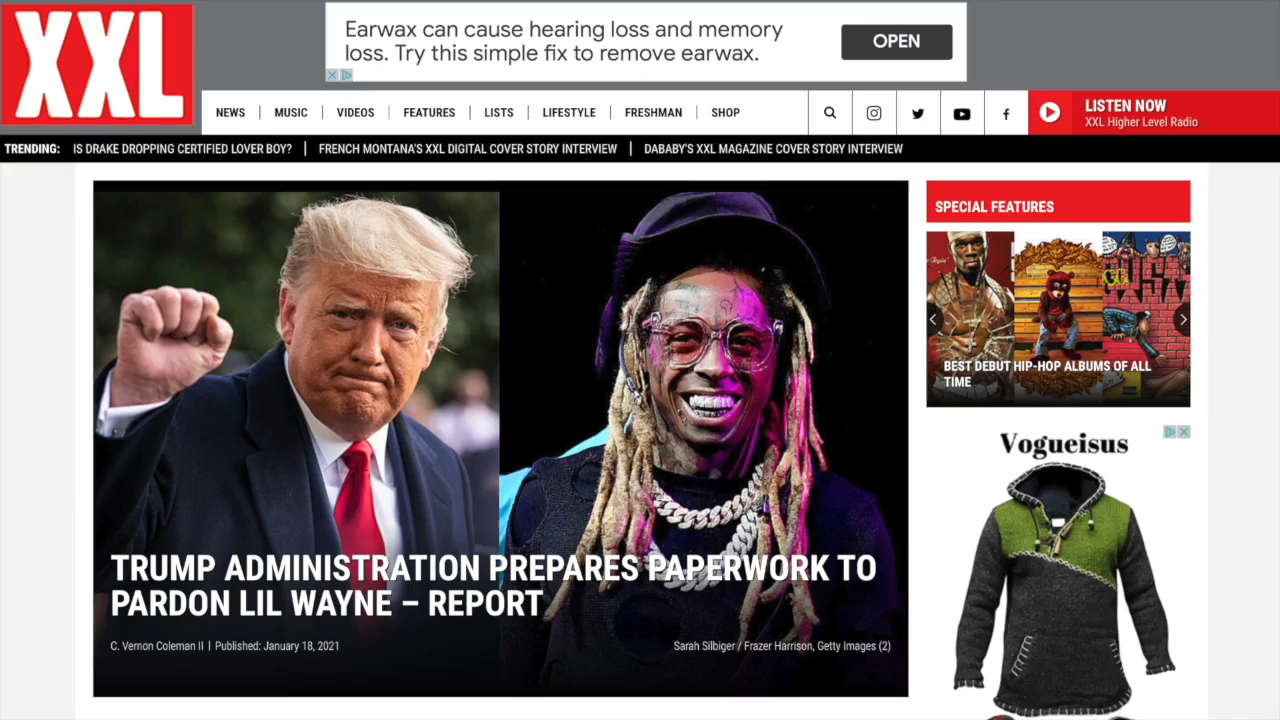 XXL
Earwax can cause hearing loss and memory
loss. Try this simple fix to remove earwax.
OPEN
NEWS
MUSIC
VIDEOS
FEATURES
LISTS
LIFESTYLE
FRESHMAN
SHOP
LISTEN NOW
XXL Higher Level Radio
TRENDING: IS DRAKE DROPPING CERTIFIED LOVER BOY? | FRENCH MONTANA'S XXL DIGITAL COVER STORY INTERVIEW | DABABY'S XXL MAGAZINE COVER STORY INTERVIEW
TRUMP ADMINISTRATION PREPARES PAPERWORK TO
PARDON LIL WAYNE – REPORT
C. Vernon Coleman II | Published: January 18, 2021
Sarah Silbiger / Frazer Harrison, Getty Images (2)
SPECIAL FEATURES
BEST DEBUT HIP-HOP ALBUMS OF ALL
TIME
Vogueisus